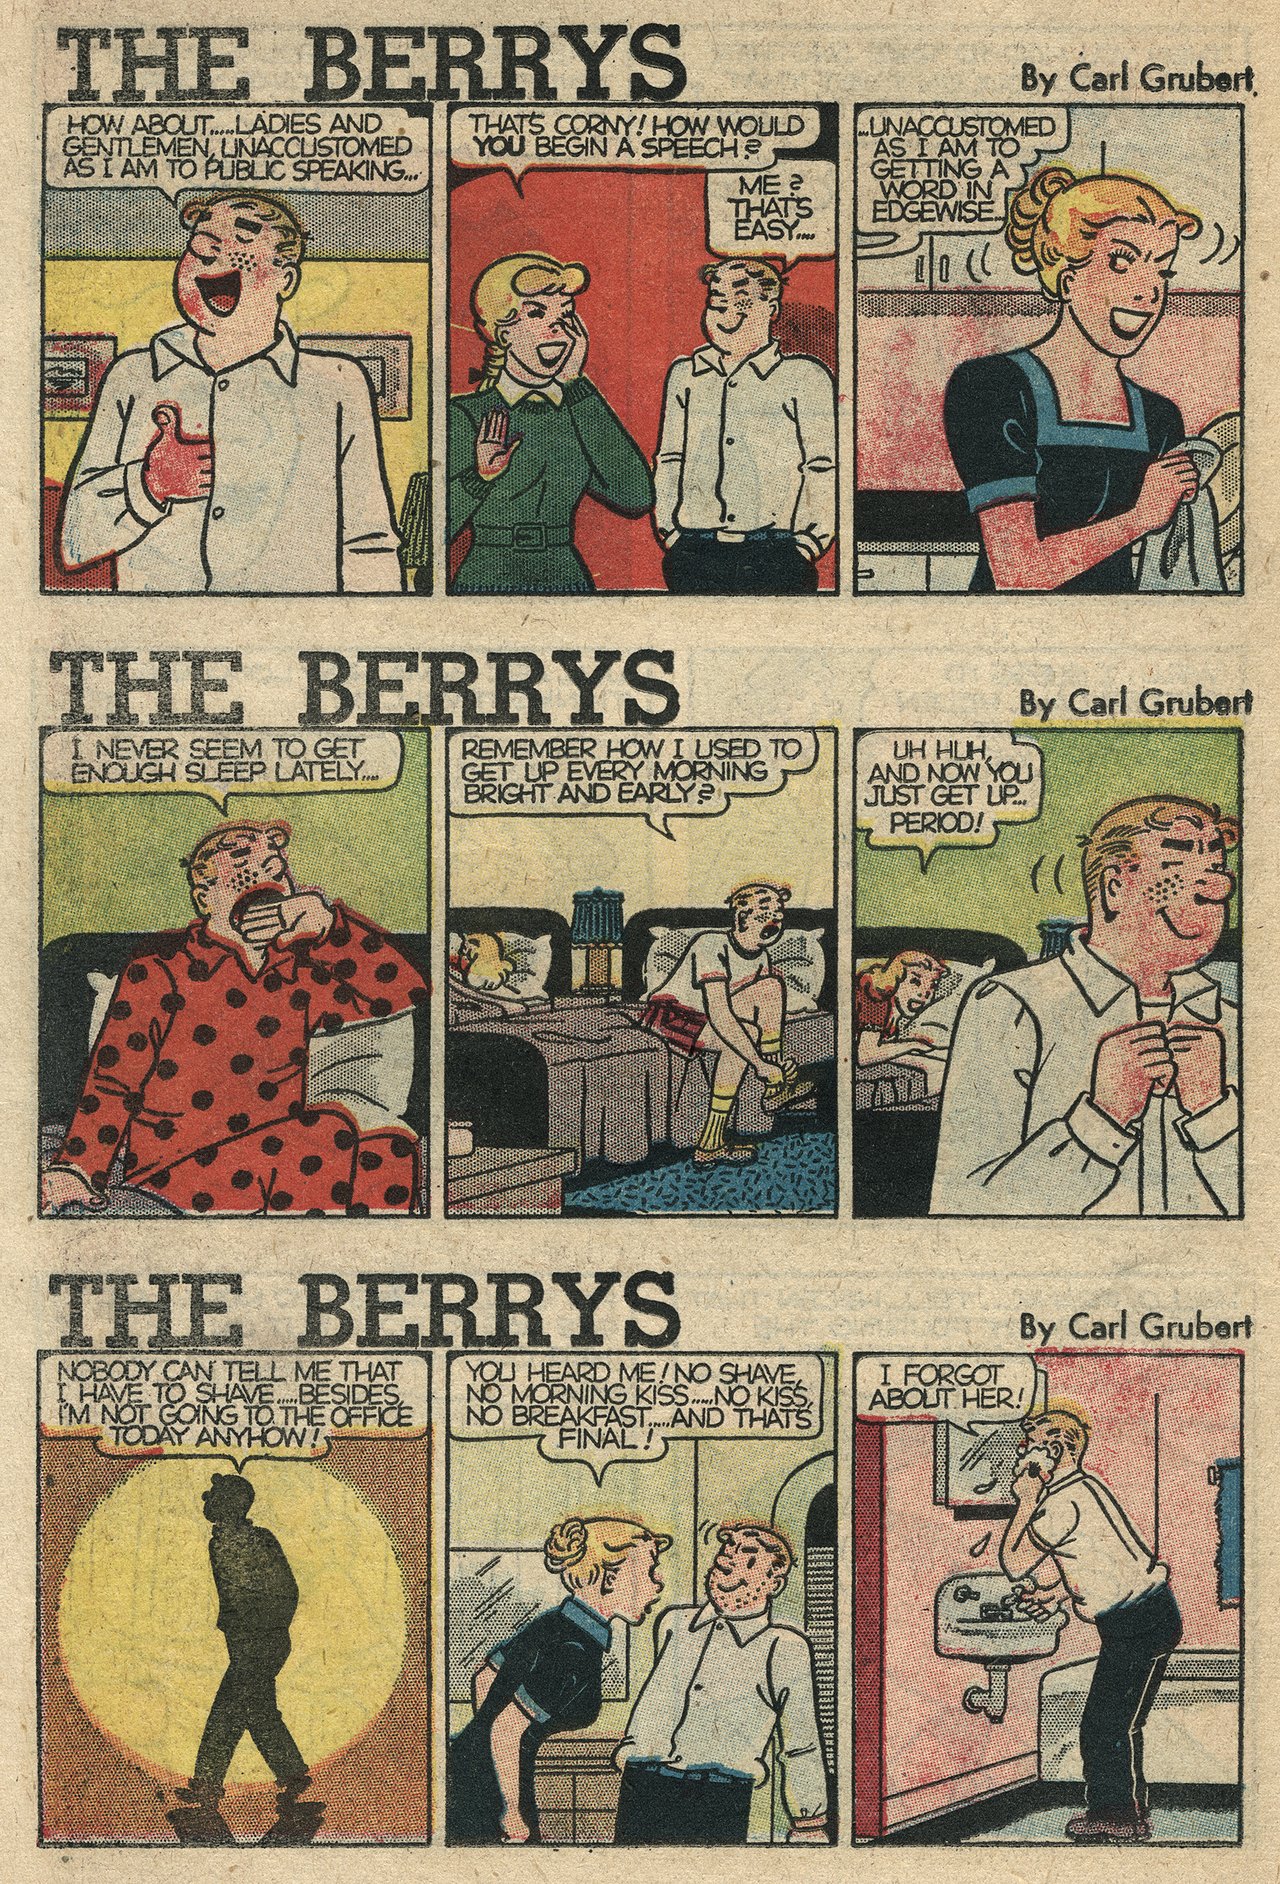 THE BERRYS
By Carl Grubert
HOW ABOUT.....LADIES AND
GENTLEMEN, UNACCUSTOMED
AS I AM TO PUBLIC SPEAKING...
THAT'S CORNY! HOW WOULD
YOU BEGIN A SPEECH?
ME?
THAT'S
EASY....
...UNACCUSTOMED
AS I AM TO
GETTING A
WORD IN
EDGEWISE...
THE BERRYS
By Carl Grubert
I NEVER SEEM TO GET
ENOUGH SLEEP LATELY....
REMEMBER HOW I USED TO
GET UP EVERY MORNING
BRIGHT AND EARLY?
UH HUH,
AND NOW YOU
JUST GET UP...
PERIOD!
THE BERRYS
By Carl Grubert
NOBODY CAN TELL ME THAT
I HAVE TO SHAVE.....BESIDES,
I'M NOT GOING TO THE OFFICE
TODAY ANYHOW!
YOU HEARD ME! NO SHAVE,
NO MORNING KISS.....NO KISS,
NO BREAKFAST.....AND THAT'S
FINAL!
I FORGOT
ABOUT HER!